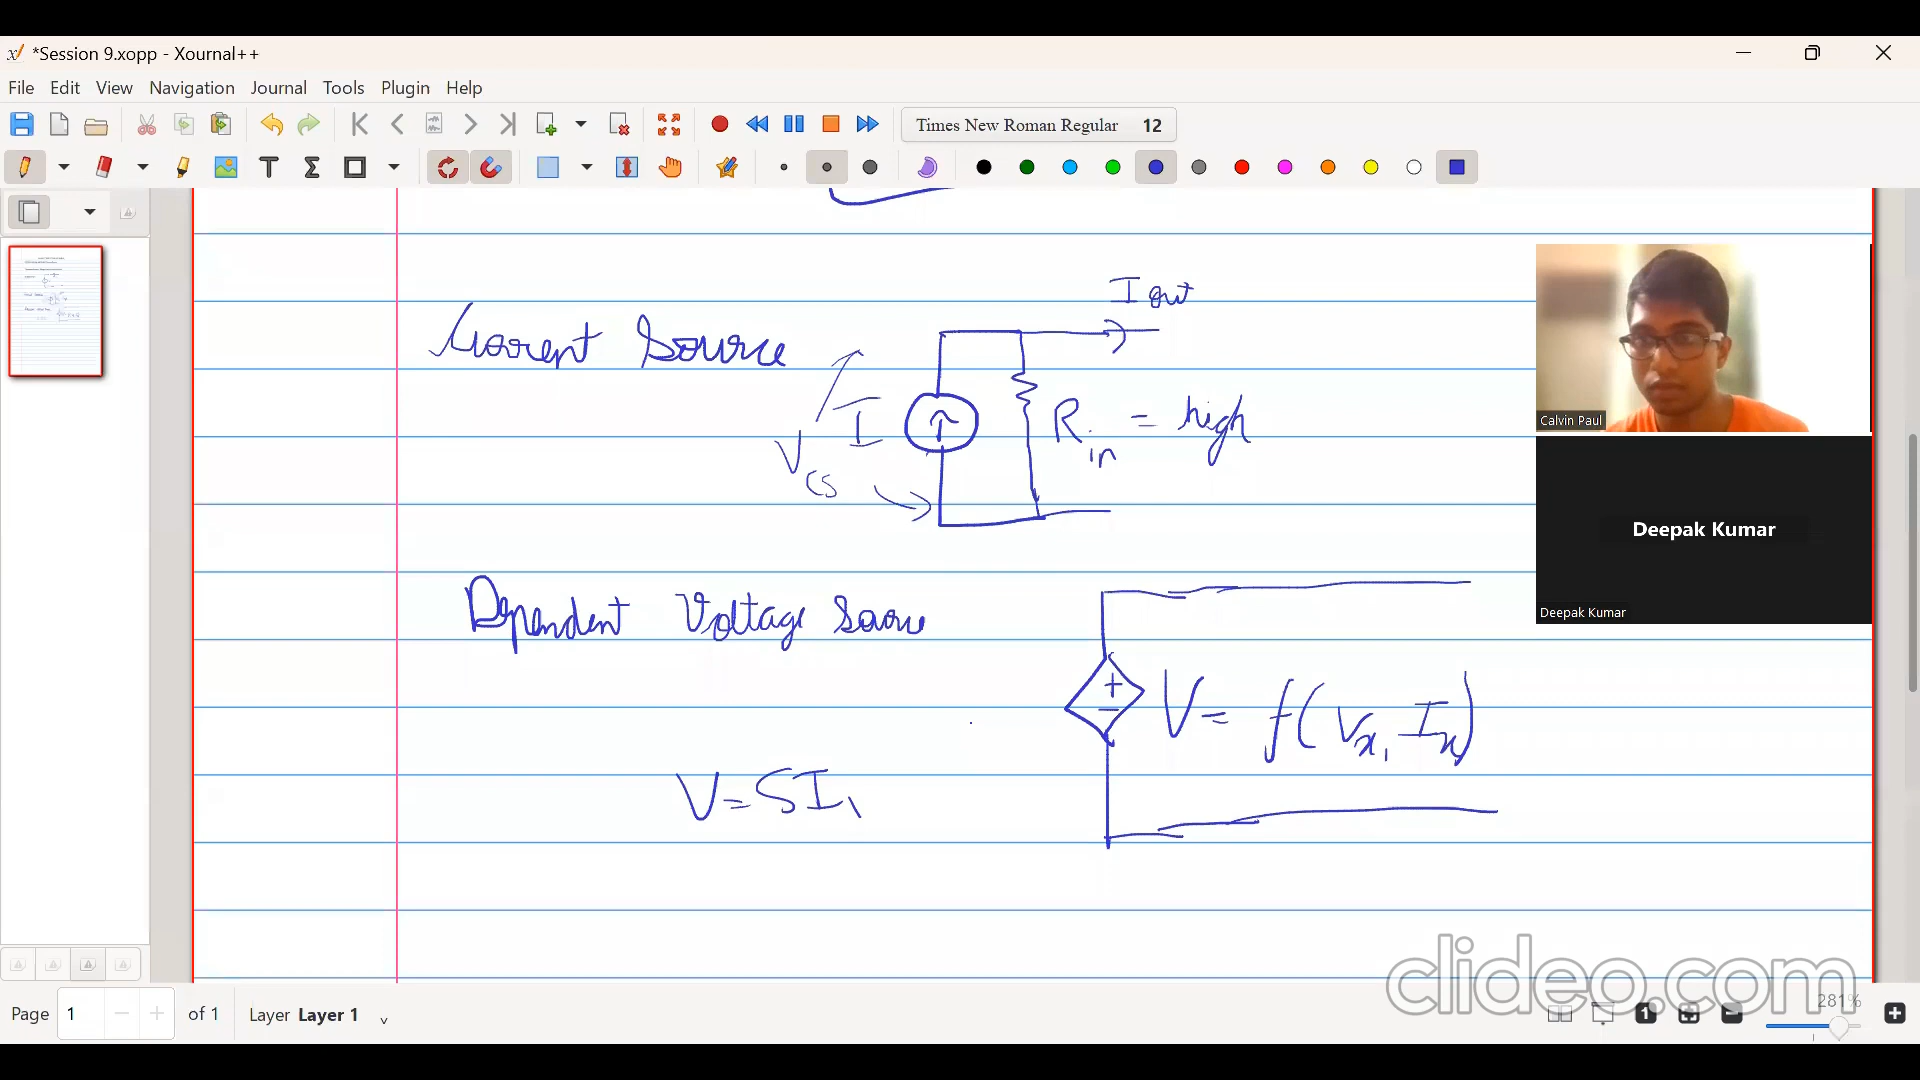 *Session 9.xopp - Xournal++
File Edit View Navigation Journal Tools Plugin Help
Times New Roman Regular 12
I out
Current Source
I
R in = high
V CS
Dependent Voltage Source
+
−
V = f(Vx, Ix)
V = 5I1
Calvin Paul
Deepak Kumar
Deepak Kumar
clideo.com
281%
Page 1 of 1 Layer Layer 1